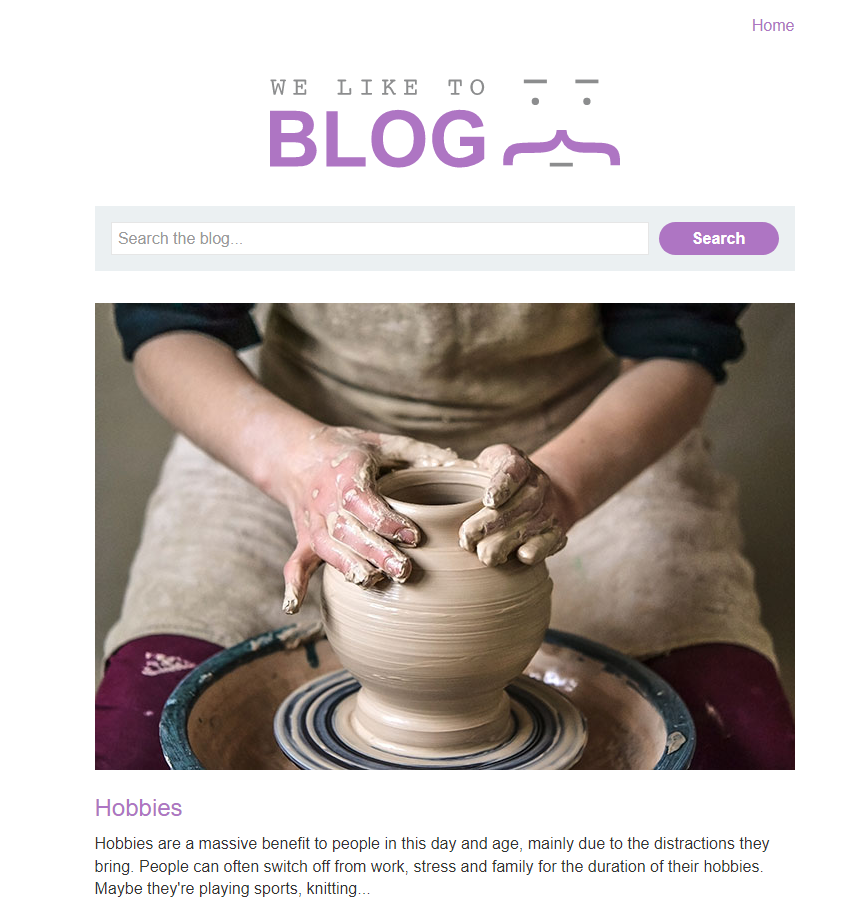 Home
WE LIKE TO
BLOG
Search the blog...
Search
Hobbies
Hobbies are a massive benefit to people in this day and age, mainly due to the distractions they
bring. People can often switch off from work, stress and family for the duration of their hobbies.
Maybe they're playing sports, knitting...